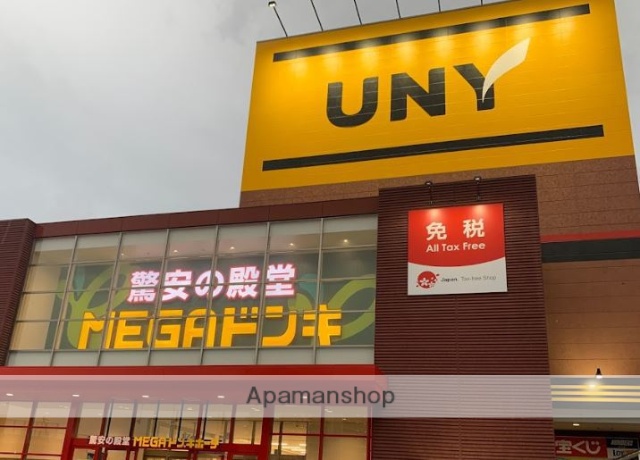 UNY
免税
All Tax Free
Japan. Tax-free Shop
驚安の殿堂
MEGAドンキ
Apamanshop
驚安の殿堂 MEGAドンキホーテ
宝くじ